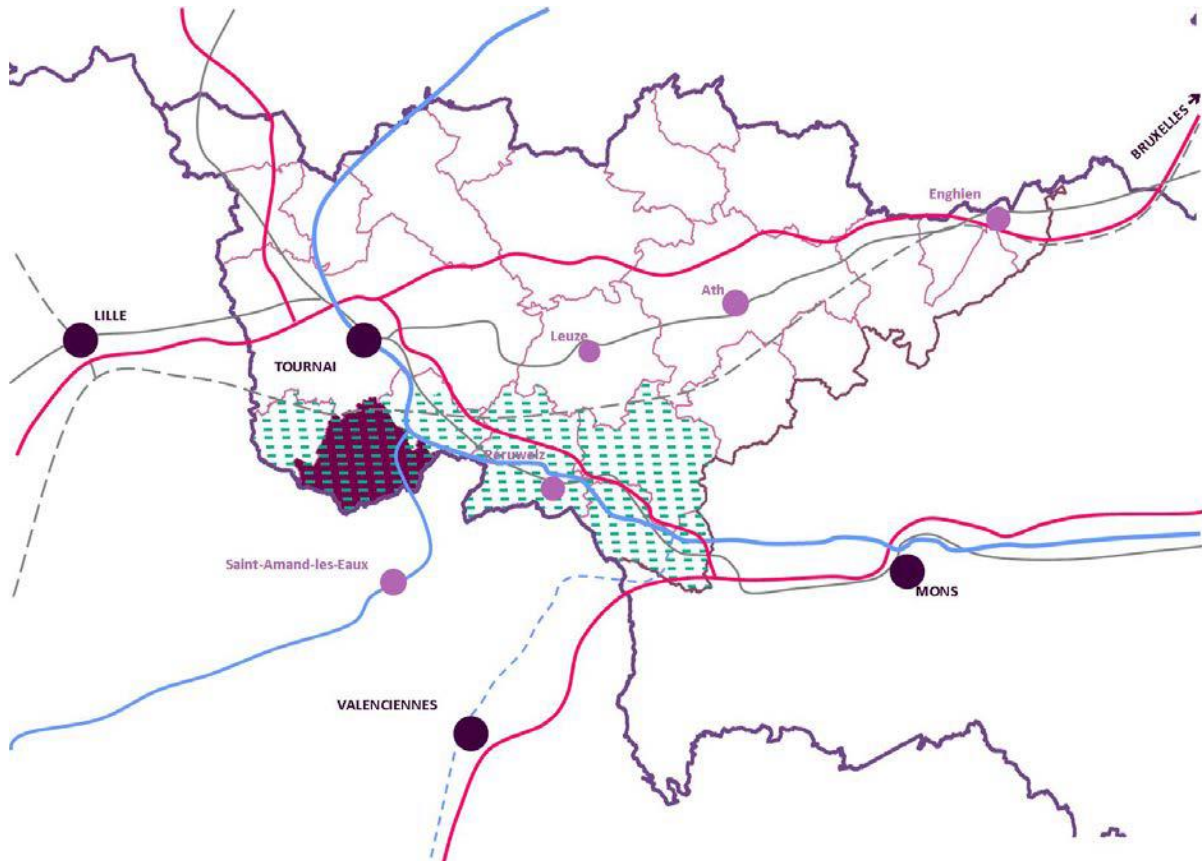 BRUXELLES
Enghien
Ath
LILLE
Leuze
TOURNAI
Péruwelz
Saint-Amand-les-Eaux
MONS
VALENCIENNES